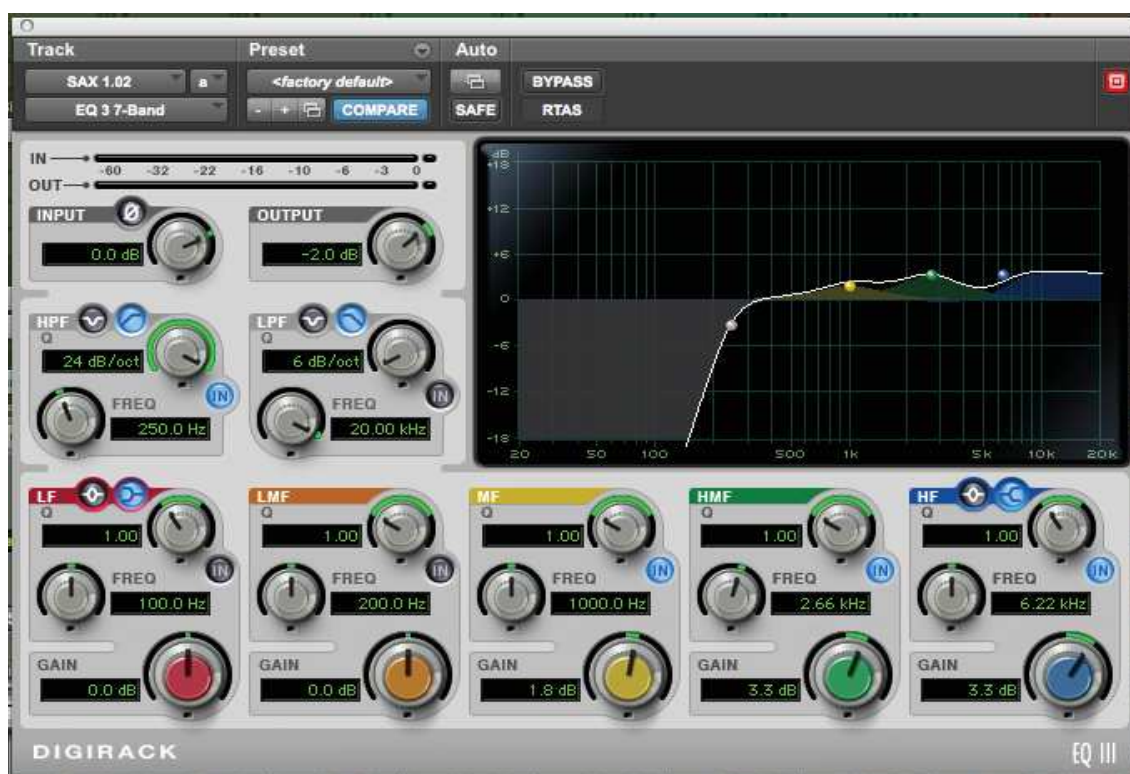 Track Preset Auto
SAX 1.02 a <factory default> BYPASS
EQ 3 7-Band - + COMPARE SAFE RTAS
IN
-60 -32 -22 -16 -10 -6 -3 0
OUT
INPUT Ø OUTPUT
0.0 dB -2.0 dB
HPF LPF
Q Q
24 dB/oct 6 dB/oct
IN IN
FREQ FREQ
250.0 Hz 20.00 kHz
dB
+18
+12
+6
0
-6
-12
-18
20 50 100 500 1k 5k 10k 20k
LF LMF MF HMF HF
Q Q Q Q Q
1.00 1.00 1.00 1.00 1.00
IN IN IN IN IN
FREQ FREQ FREQ FREQ FREQ
100.0 Hz 200.0 Hz 1000.0 Hz 2.66 kHz 6.22 kHz
GAIN GAIN GAIN GAIN GAIN
0.0 dB 0.0 dB 1.8 dB 3.3 dB 3.3 dB
DIGIRACK EQ III